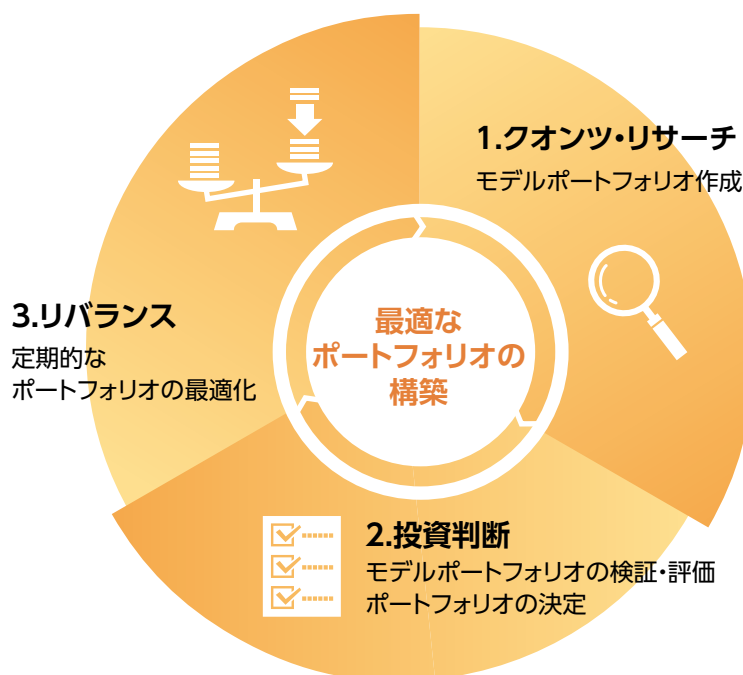 1.クオンツ・リサーチ
モデルポートフォリオ作成
最適な
ポートフォリオの
構築
2.投資判断
モデルポートフォリオの検証・評価
ポートフォリオの決定
3.リバランス
定期的な
ポートフォリオの最適化